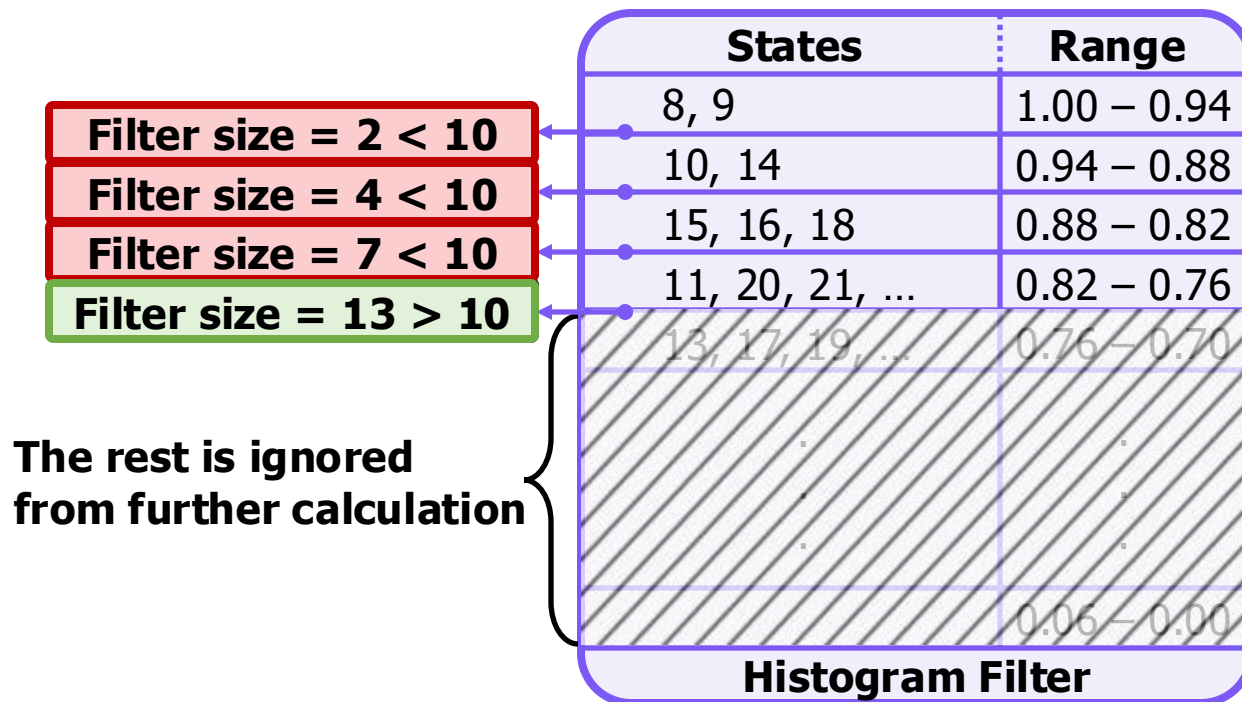 States Range
8, 9 1.00 – 0.94
Filter size = 2 < 10
10, 14 0.94 – 0.88
Filter size = 4 < 10
15, 16, 18 0.88 – 0.82
Filter size = 7 < 10
11, 20, 21, ... 0.82 – 0.76
Filter size = 13 > 10
13, 17, 19, ... 0.76 – 0.70
The rest is ignored
from further calculation
0.06 – 0.00
Histogram Filter